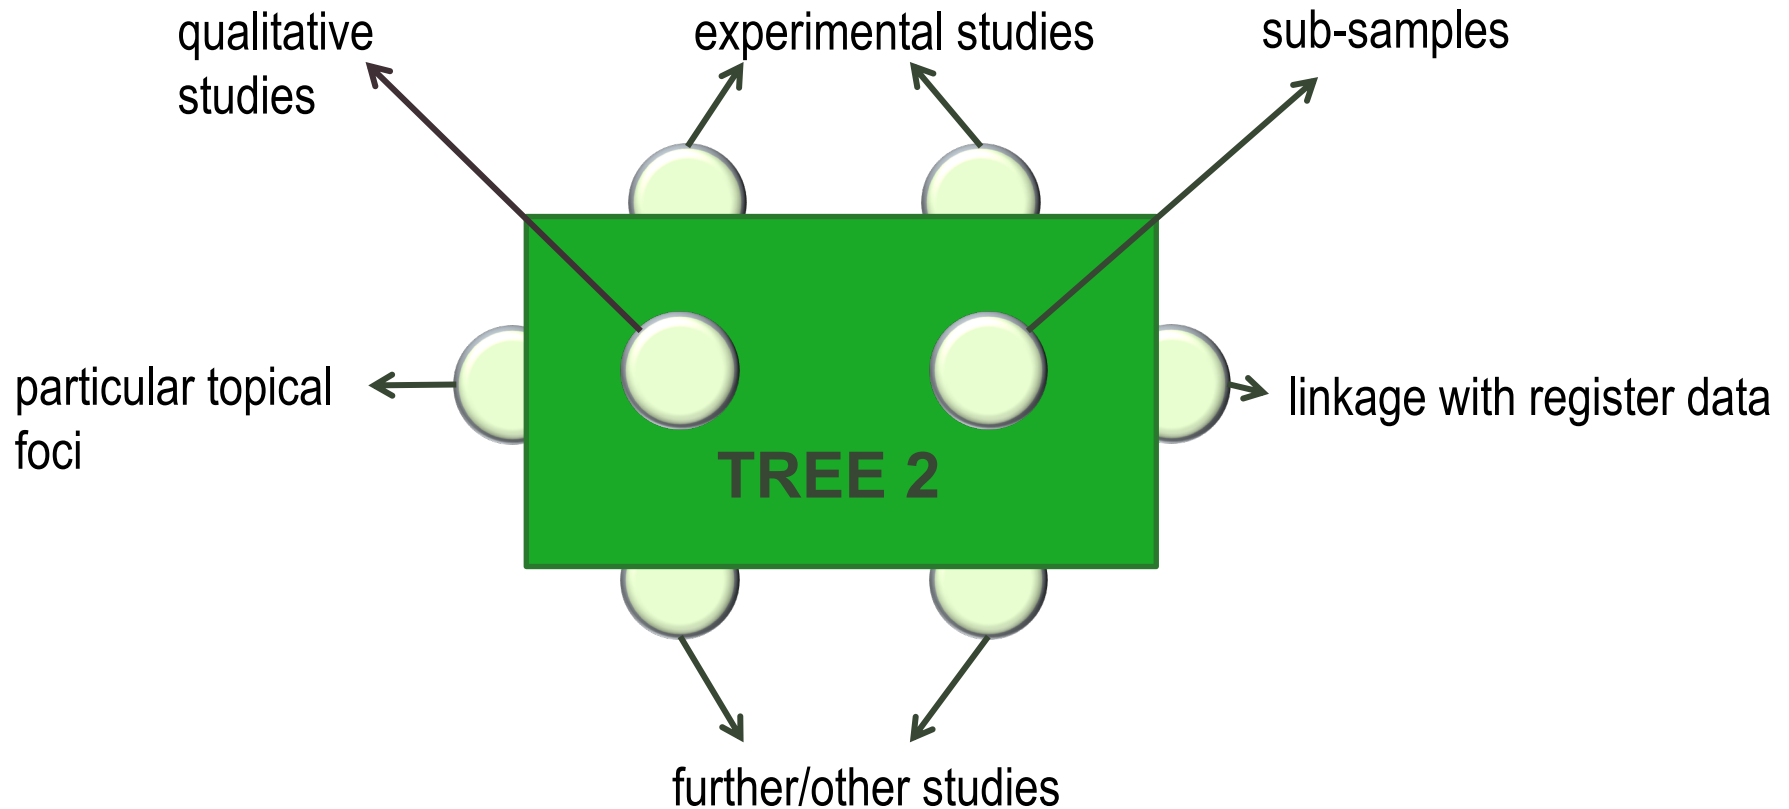 qualitative
studies
experimental studies
sub-samples
particular topical
foci
linkage with register data
TREE 2
further/other studies